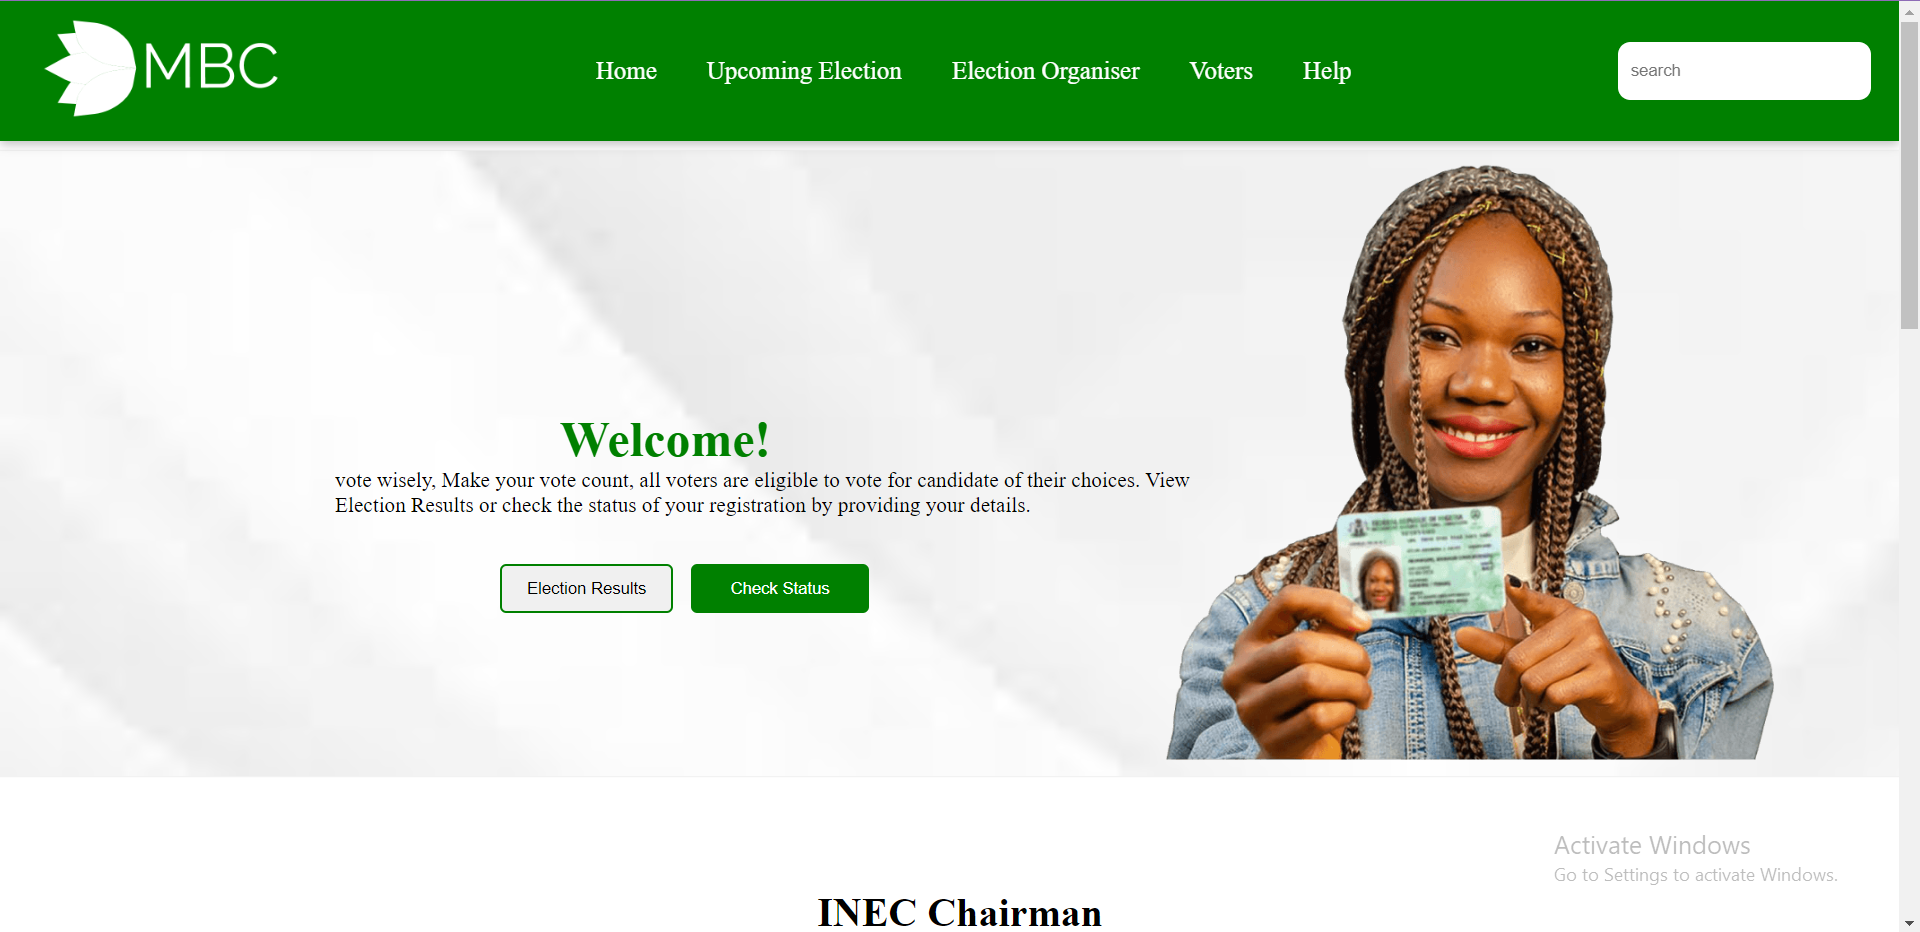 MBC
Home
Upcoming Election
Election Organiser
Voters
Help
search
Welcome!
vote wisely, Make your vote count, all voters are eligible to vote for candidate of their choices. View
Election Results or check the status of your registration by providing your details.
Election Results
Check Status
Activate Windows
Go to Settings to activate Windows.
INEC Chairman